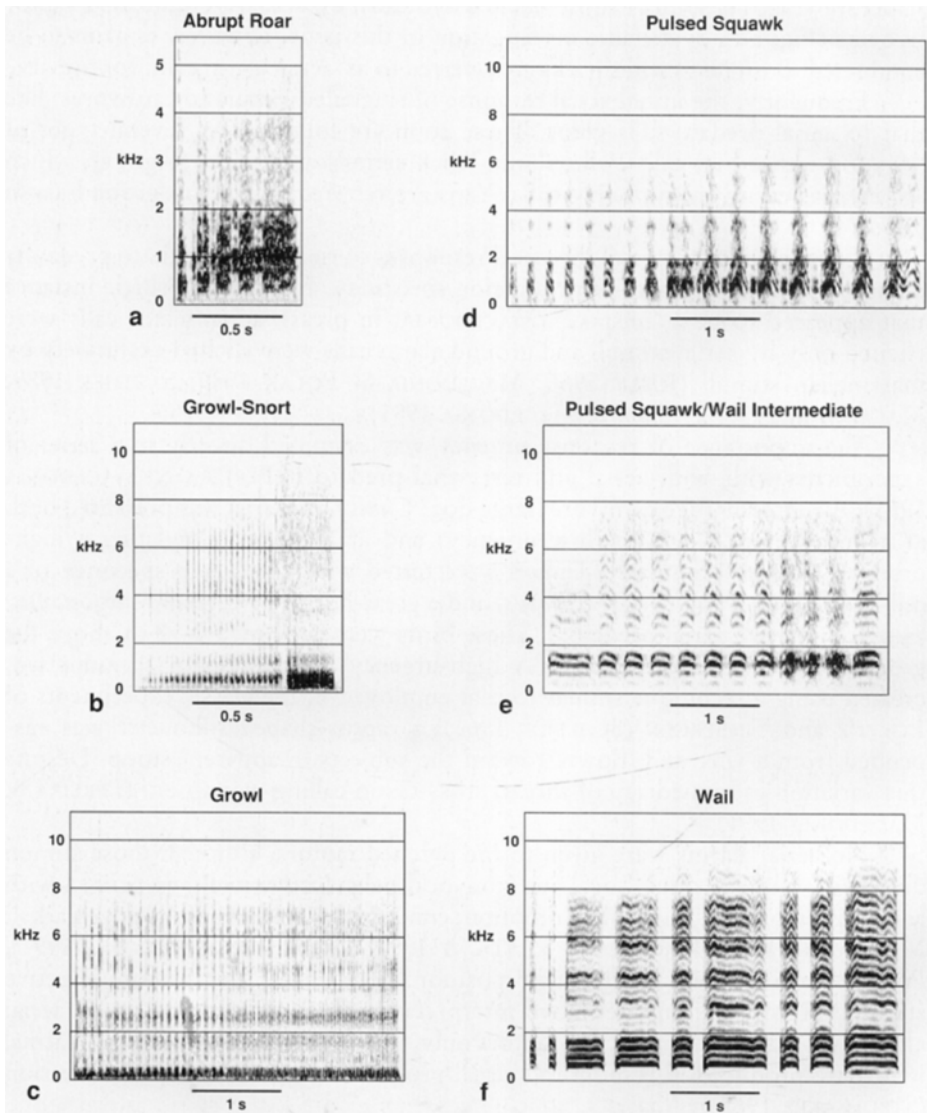 Abrupt Roar
5
4
kHz
3
2
1
0
a
0.5 s
Pulsed Squawk
10
8
kHz
6
4
2
0
d
1 s
Growl-Snort
10
8
kHz
6
4
2
0
b
0.5 s
Pulsed Squawk/Wail Intermediate
10
8
kHz
6
4
2
0
e
1 s
Growl
10
8
kHz
6
4
2
0
c
1 s
Wail
10
8
kHz
6
4
2
0
f
1 s